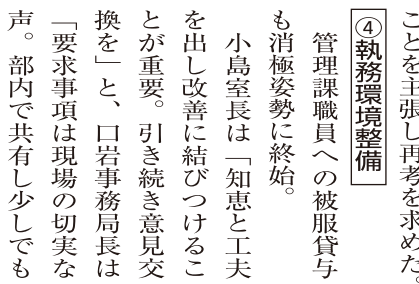 ことを主張し再考を求めた。
④執務環境整備
管理課職員への被服貸与
も消極姿勢に終始。
小島室長は「知恵と工夫
を出し改善に結びつけるこ
とが重要。引き続き意見交
換を」と、口岩事務局長は
「要求事項は現場の切実な
声。部内で共有し少しでも